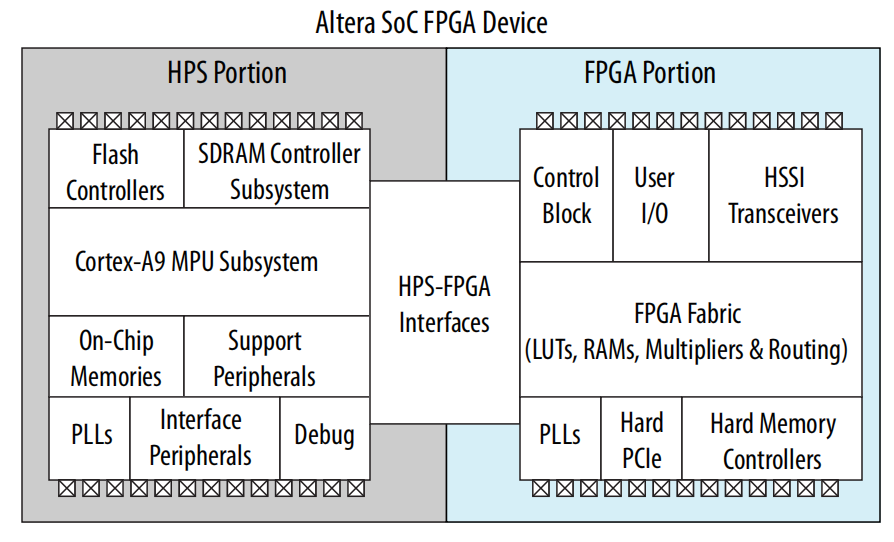 Altera SoC FPGA Device
HPS Portion
Flash
Controllers
SDRAM Controller
Subsystem
Cortex-A9 MPU Subsystem
On-Chip
Memories
Support
Peripherals
PLLs
Interface
Peripherals
Debug
HPS-FPGA
Interfaces
FPGA Portion
Control
Block
User
I/O
HSSI
Transceivers
FPGA Fabric
(LUTs, RAMs, Multipliers & Routing)
PLLs
Hard
PCIe
Hard Memory
Controllers